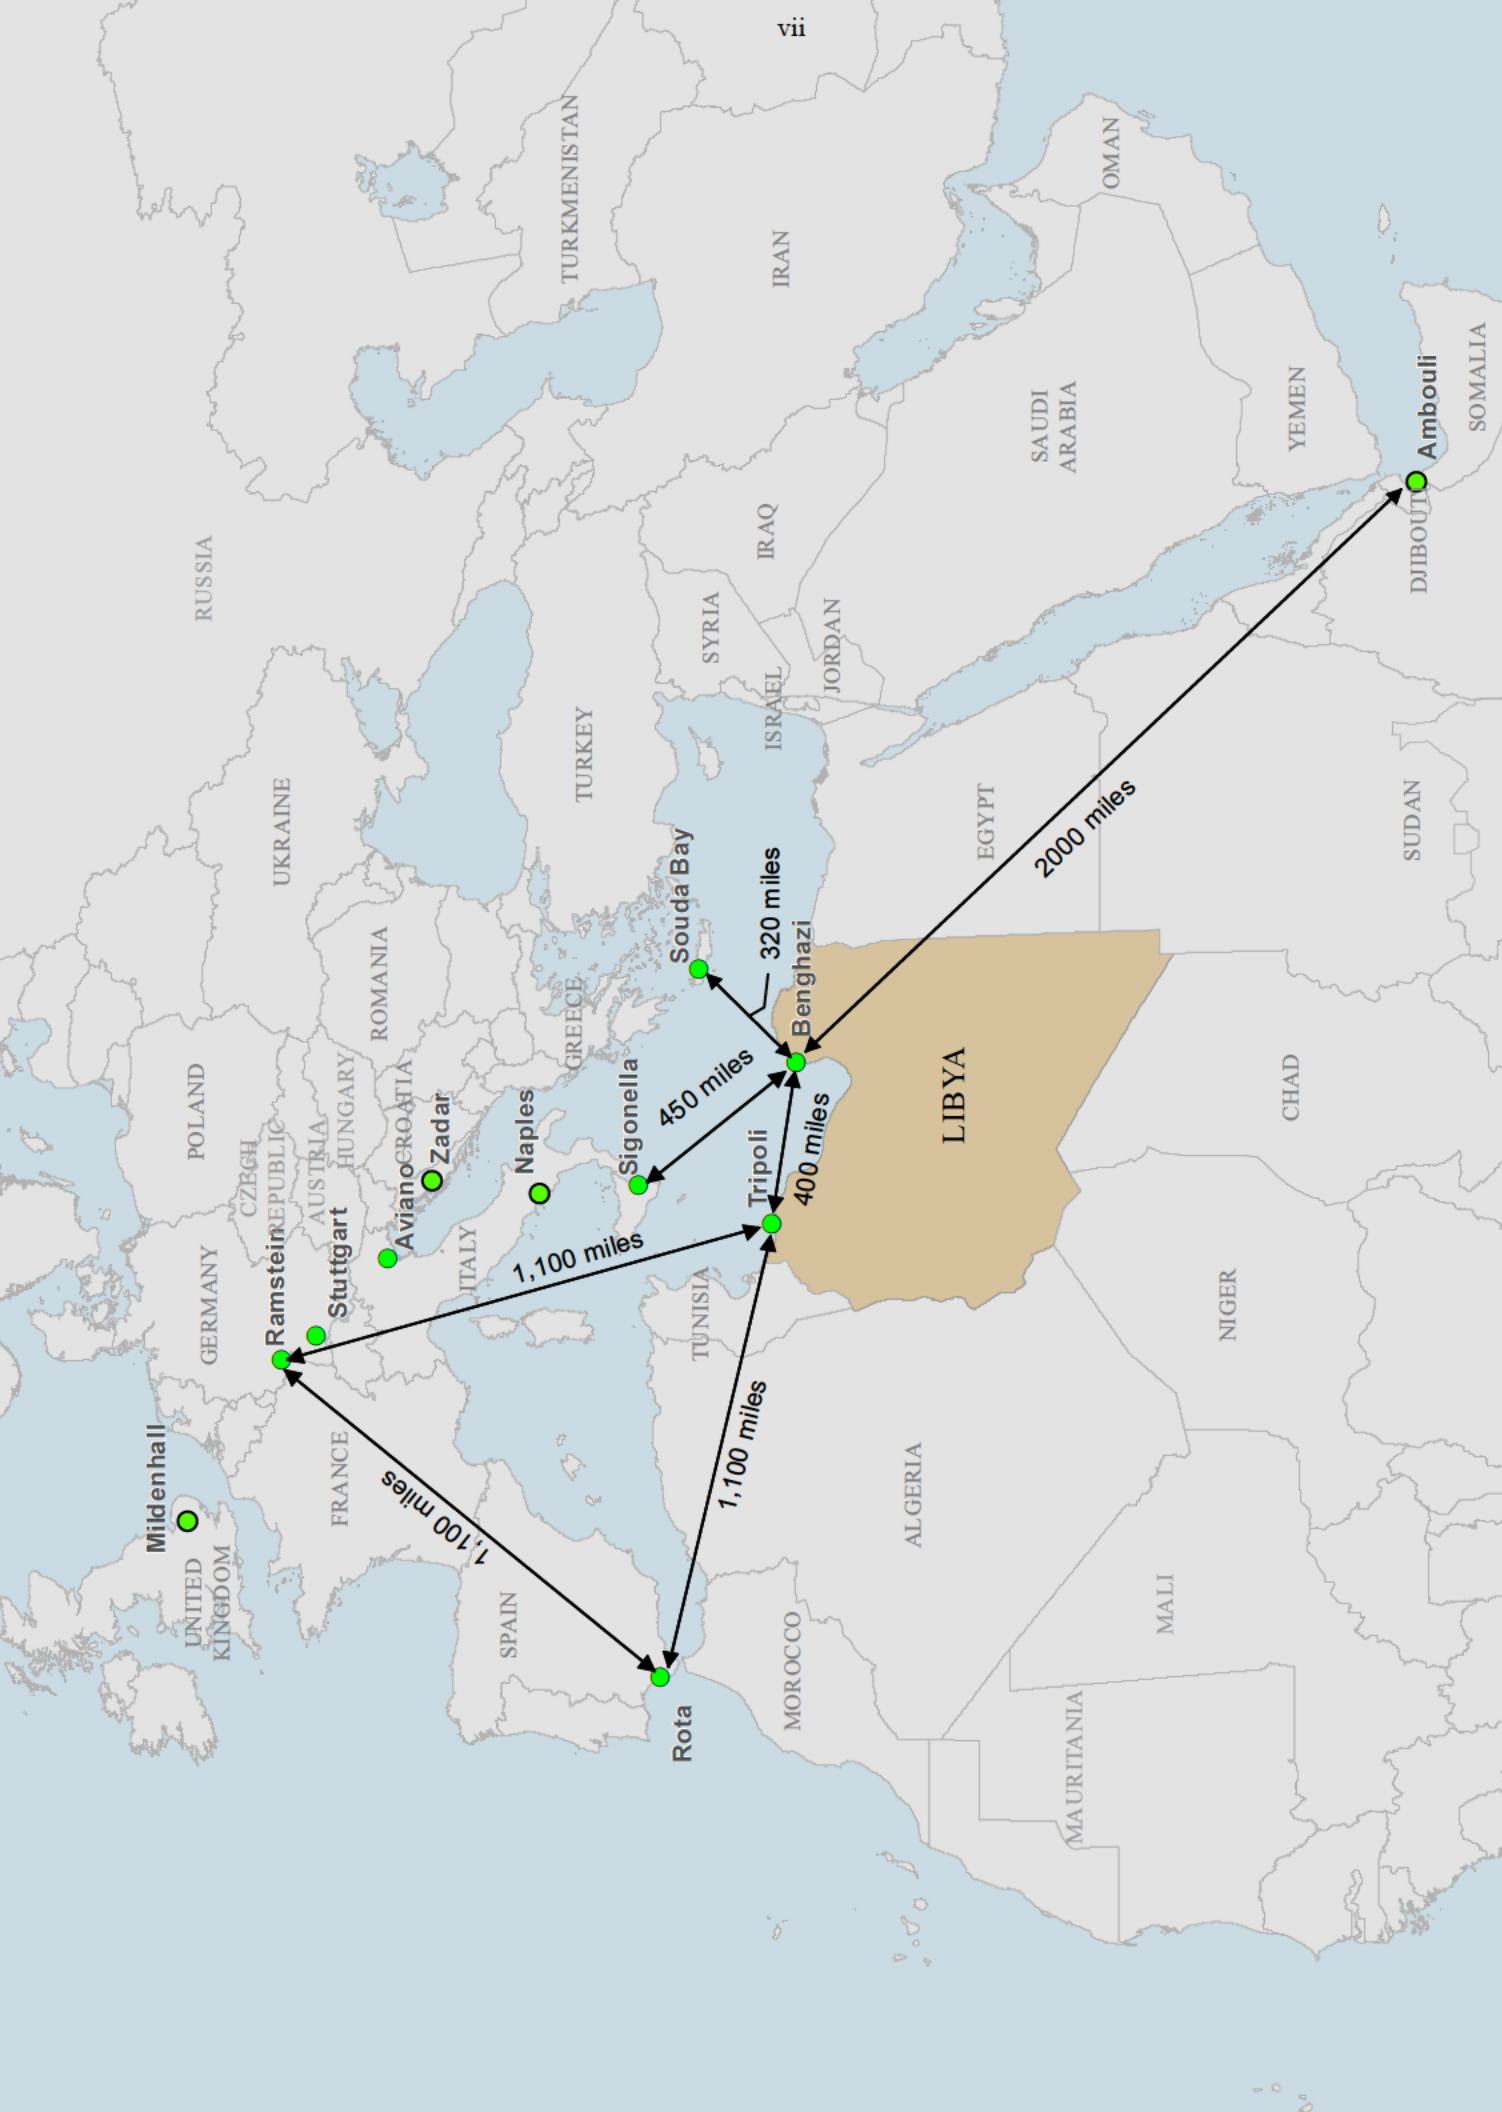 vii
RUSSIA
TURKMENISTAN
IRAN
OMAN
UKRAINE
TURKEY
SYRIA
IRAQ
JORDAN
ISRAEL
SAUDI
ARABIA
YEMEN
SOMALIA
Ambouli
DJIBOUTI
POLAND
ROMANIA
HUNGARY
CZECH
REPUBLIC
AUSTRIA
CROATIA
Zadar
GREECE
Souda Bay
320 miles
Benghazi
EGYPT
2000 miles
SUDAN
GERMANY
Ramstein
Stuttgart
Aviano
ITALY
Naples
Sigonella
450 miles
Tripoli
400 miles
LIBYA
CHAD
Mildenhall
UNITED
KINGDOM
FRANCE
1,100 miles
1,100 miles
TUNISIA
1,100 miles
NIGER
SPAIN
Rota
MOROCCO
ALGERIA
MALI
MAURITANIA